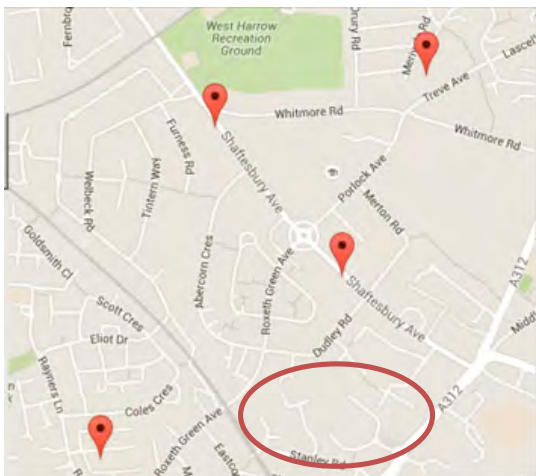 Fernbro
West Harrow
Recreation
Ground
Drury Rd
Merton Rd
Lascel
Treve Ave
Whitmore Rd
Whitmore Rd
Furness Rd
Shaftesbury Ave
Tintern Way
Welbeck Rd
Porlock Ave
Merton Rd
Goldsmith Cl
Abercorn Cres
Roxeth Green Ave
A312
Shaftesbury Ave
Scott Cres
Eliot Dr
Dudley Rd
Middl
Rayners Ln
Coles Cres
Roxeth Green Ave
A312
Stanley Rd
Eastco